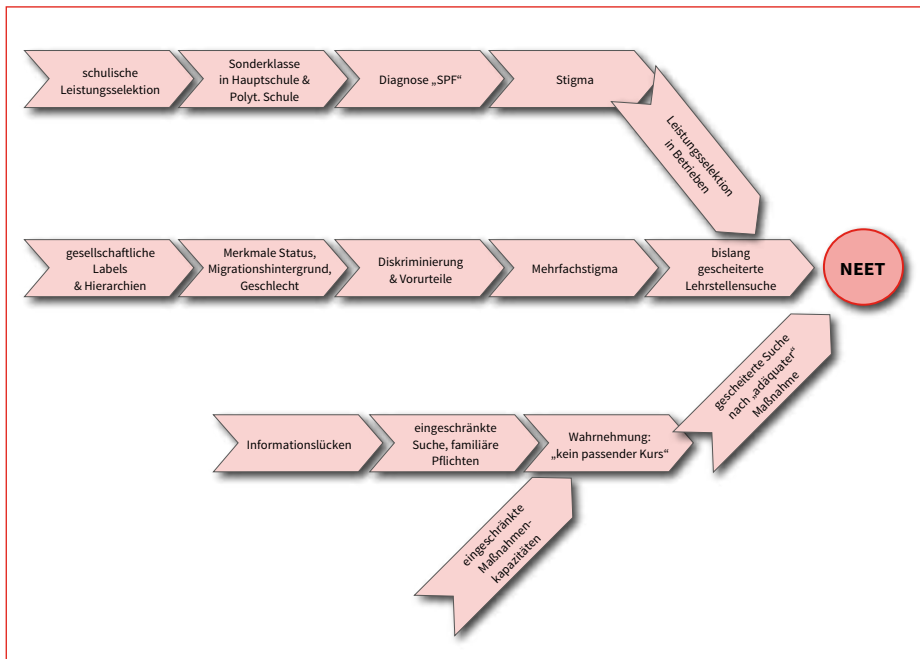 schulische
Leistungsselektion
Sonderklasse
in Hauptschule &
Polyt. Schule
Diagnose „SPF“
Stigma
Leistungsselektion
in Betrieben
gesellschaftliche
Labels
& Hierarchien
Merkmale Status,
Migrationshintergrund,
Geschlecht
Diskriminierung
& Vorurteile
Mehrfachstigma
bislang
gescheiterte
Lehrstellensuche
NEET
gescheiterte Suche
nach „adäquater“
Maßnahme
Informationslücken
eingeschränkte
Suche, familiäre
Pflichten
Wahrnehmung:
„kein passender Kurs“
eingeschränkte
Maßnahmen-
kapazitäten